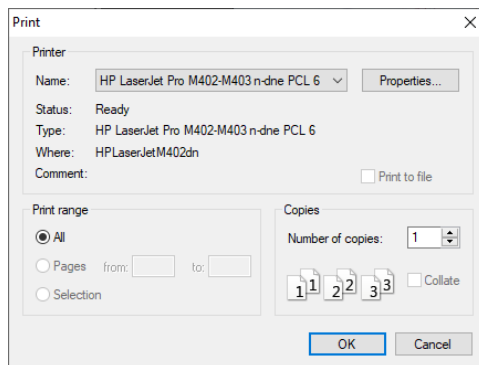 Print
Printer
Name: HP LaserJet Pro M402-M403 n-dne PCL 6 Properties...
Status: Ready
Type: HP LaserJet Pro M402-M403 n-dne PCL 6
Where: HPLaserJetM402dn
Comment: Print to file
Print range
All
Pages from: to:
Selection
Copies
Number of copies: 1
1 1 2 2 3 3 Collate
OK Cancel